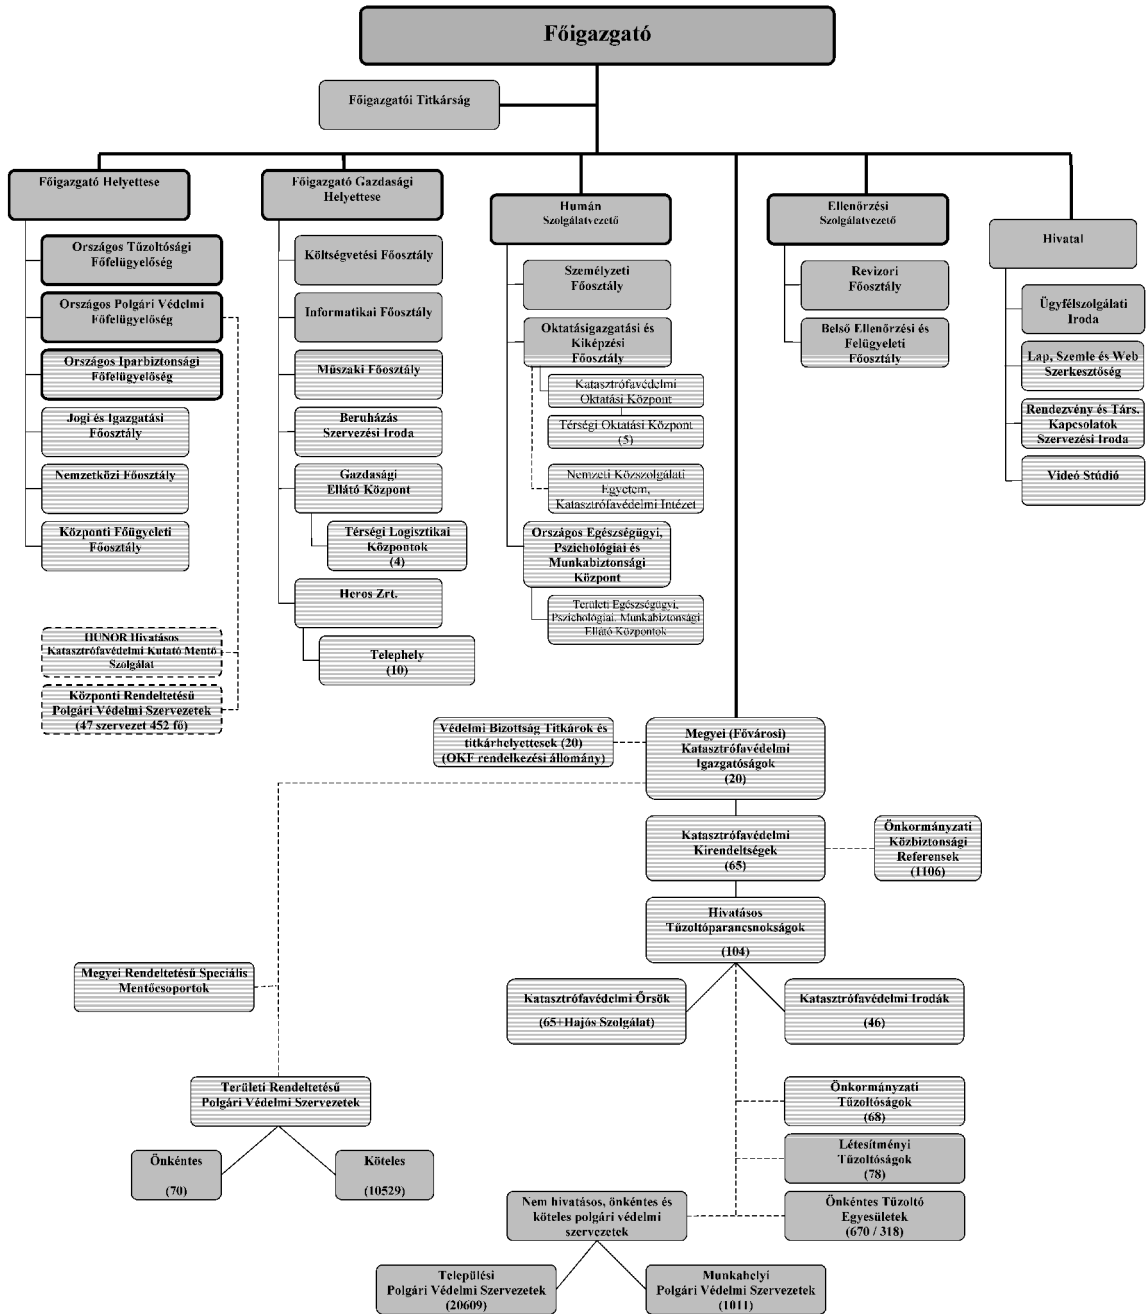 Főigazgató
Főigazgatói Titkárság
Főigazgató Helyettese
Országos Tűzoltósági
Főfelügyelőség
Országos Polgári Védelmi
Főfelügyelőség
Országos Iparbiztonsági
Főfelügyelőség
Jogi és Igazgatási
Főosztály
Nemzetközi Főosztály
Központi Főügyeleti
Főosztály
HUNOR Hivatásos
Katasztrófavédelmi Kutató Mentő
Szolgálat
Központi Rendeltetésű
Polgári Védelmi Szervezetek
(47 szervezet 452 fő)
Főigazgató Gazdasági
Helyettese
Költségvetési Főosztály
Informatikai Főosztály
Műszaki Főosztály
Beruházás
Szervezési Iroda
Gazdasági
Ellátó Központ
Térségi Logisztikai
Központok
(4)
Heros Zrt.
Telephely
(10)
Humán
Szolgálatvezető
Személyzeti
Főosztály
Oktatásigazgatási és
Kiképzési
Főosztály
Katasztrófavédelmi
Oktatási Központ
Térségi Oktatási Központ
(5)
Nemzeti Közszolgálati
Egyetem,
Katasztrófavédelmi Intézet
Országos Egészségügyi,
Pszichológiai és
Munkabiztonsági
Központ
Területi Egészségügyi,
Pszichológiai, Munkabiztonsági
Ellátó Központok
Ellenőrzési
Szolgálatvezető
Revizori
Főosztály
Belső Ellenőrzési és
Felügyeleti
Főosztály
Hivatal
Ügyfélszolgálati
Iroda
Lap, Szemle és Web
Szerkesztőség
Rendezvény és Társ.
Kapcsolatok
Szervezési Iroda
Videó Stúdió
Védelmi Bizottság Titkárok és
titkárhelyettesek (20)
(OKF rendelkezési állomány)
Megyei (Fővárosi)
Katasztrófavédelmi
Igazgatóságok
(20)
Katasztrófavédelmi
Kirendeltségek
(65)
Önkormányzati
Közbiztonsági
Referensek
(1106)
Hivatásos
Tűzoltóparancsnokságok
(104)
Megyei Rendeltetésű Speciális
Mentőcsoportok
Katasztrófavédelmi Őrsök
(65+Hajós Szolgálat)
Katasztrófavédelmi Irodák
(46)
Területi Rendeltetésű
Polgári Védelmi Szervezetek
Önkéntes
(70)
Köteles
(10529)
Önkormányzati
Tűzoltóságok
(68)
Létesítményi
Tűzoltóságok
(78)
Nem hivatásos, önkéntes és
köteles polgári védelmi
szervezetek
Önkéntes Tűzoltó
Egyesületek
(670 / 318)
Települési
Polgári Védelmi Szervezetek
(20609)
Munkahelyi
Polgári Védelmi Szervezetek
(1011)